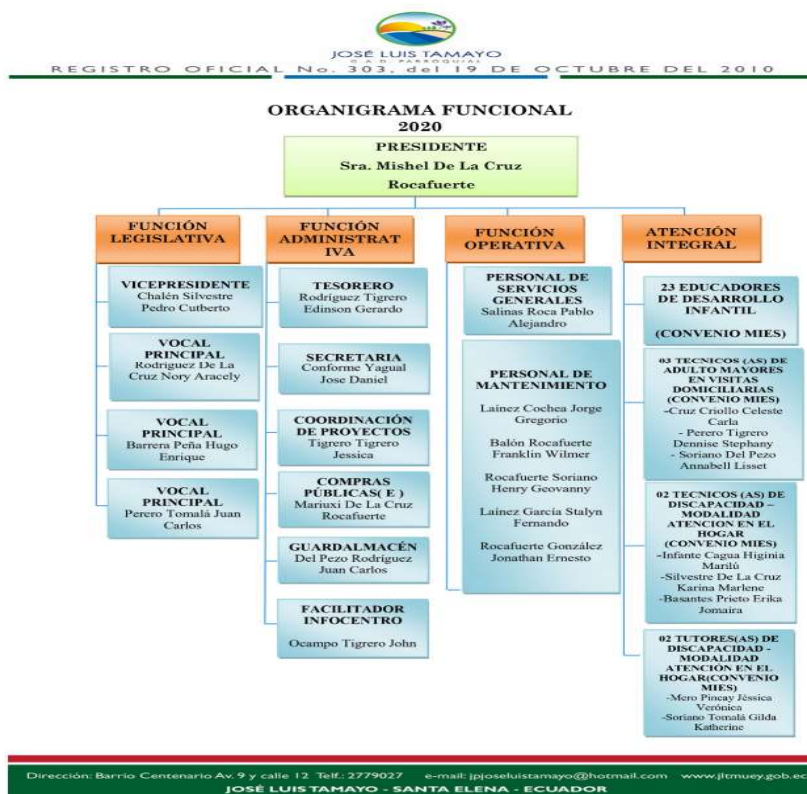 JOSÉ LUIS TAMAYO
G.A.D. PARROQUIAL
REGISTRO OFICIAL No. 303, del 19 DE OCTUBRE DEL 2010
ORGANIGRAMA FUNCIONAL
2020
PRESIDENTE
Sra. Mishel De La Cruz
Rocafuerte
FUNCIÓN
LEGISLATIVA
VICEPRESIDENTE
Chalén Silvestre
Pedro Cutberto
VOCAL
PRINCIPAL
Rodríguez De La
Cruz Nory Aracely
VOCAL
PRINCIPAL
Barrera Peña Hugo
Enrique
VOCAL
PRINCIPAL
Perero Tomalá Juan
Carlos
FUNCIÓN
ADMINISTRAT
IVA
TESORERO
Rodríguez Tigrero
Edinson Gerardo
SECRETARIA
Conforme Yagual
Jose Daniel
COORDINACIÓN
DE PROYECTOS
Tigrero Tigrero
Jessica
COMPRAS
PÚBLICAS( E )
Mariuxi De La Cruz
Rocafuerte
GUARDALMACÉN
Del Pezo Rodríguez
Juan Carlos
FACILITADOR
INFOCENTRO
Ocampo Tigrero John
FUNCIÓN
OPERATIVA
PERSONAL DE
SERVICIOS
GENERALES
Salinas Roca Pablo
Alejandro
PERSONAL DE
MANTENIMIENTO
Laínez Cochea Jorge
Gregorio
Balón Rocafuerte
Franklin Wilmer
Rocafuerte Soriano
Henry Geovanny
Laínez García Stalyn
Fernando
Rocafuerte González
Jonathan Ernesto
ATENCIÓN
INTEGRAL
23 EDUCADORES
DE DESARROLLO
INFANTIL
(CONVENIO MIES)
03 TECNICOS (AS) DE
ADULTO MAYORES
EN VISITAS
DOMICILIARIAS
(CONVENIO MIES)
-Cruz Criollo Celeste
Carla
- Perero Tigrero
Dennise Stephany
- Soriano Del Pezo
Annabell Lisset
02 TECNICOS (AS) DE
DISCAPACIDAD –
MODALIDAD
ATENCION EN EL
HOGAR
(CONVENIO MIES)
-Infante Cagua Higinia
Marilú
-Silvestre De La Cruz
Karina Marlene
-Basantes Prieto Erika
Jomaira
02 TUTORES(AS) DE
DISCAPACIDAD -
MODALIDAD
ATENCIÓN EN EL
HOGAR(CONVENIO
MIES)
-Mero Pincay Jéssica
Verónica
-Soriano Tomalá Gilda
Katherine
Dirección: Barrio Centenario Av. 9 y calle 12 Telf.: 2779027 e-mail: jpjoseluistamayo@hotmail.com www.jltmuey.gob.ec
JOSÉ LUIS TAMAYO - SANTA ELENA - ECUADOR